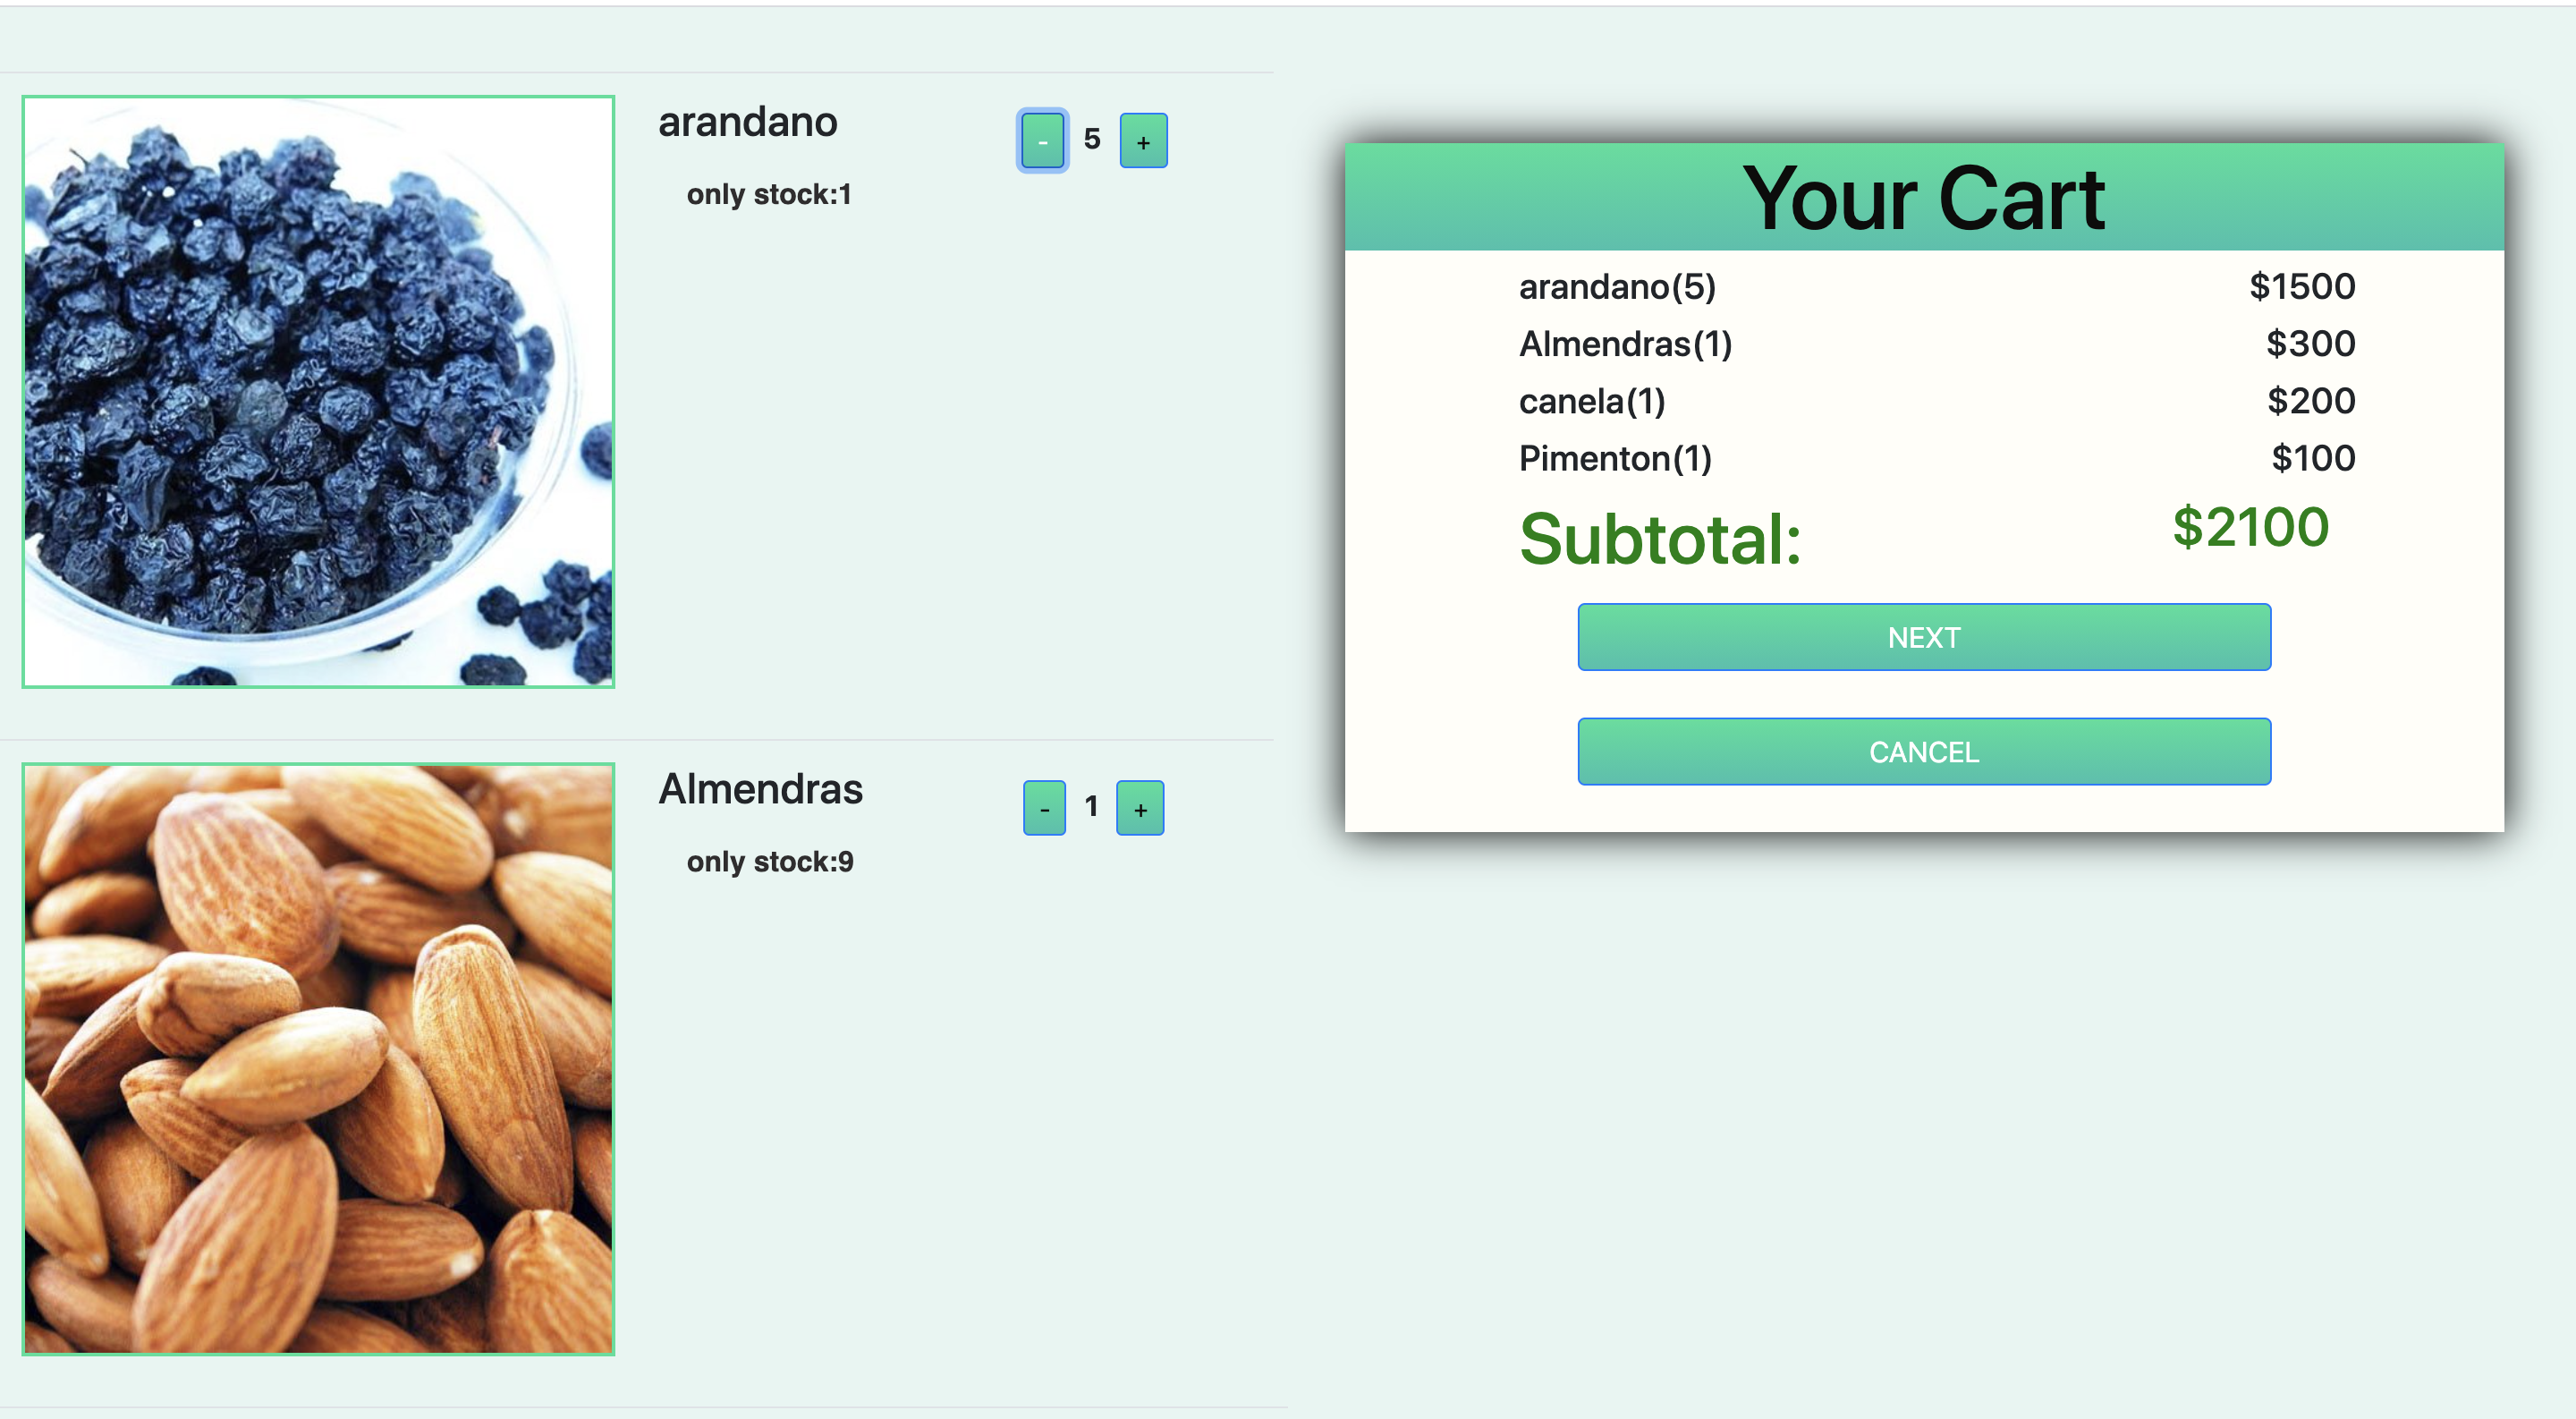 arandano
- 5 +
only stock:1
Almendras
- 1 +
only stock:9
Your Cart
arandano(5) $1500
Almendras(1) $300
canela(1) $200
Pimenton(1) $100
Subtotal: $2100
NEXT
CANCEL